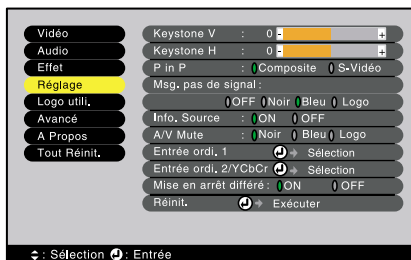 Vidéo
Audio
Effet
Réglage
Logo utili.
Avancé
A Propos
Tout Réinit.
Keystone V : 0 - +
Keystone H : 0 - +
P in P : Composite S-Vidéo
Msg. pas de signal :
OFF Noir Bleu Logo
Info. Source : ON OFF
A/V Mute : Noir Bleu Logo
Entrée ordi. 1 Sélection
Entrée ordi. 2/YCbCr Sélection
Mise en arrêt différé : ON OFF
Réinit. Exécuter
: Sélection : Entrée